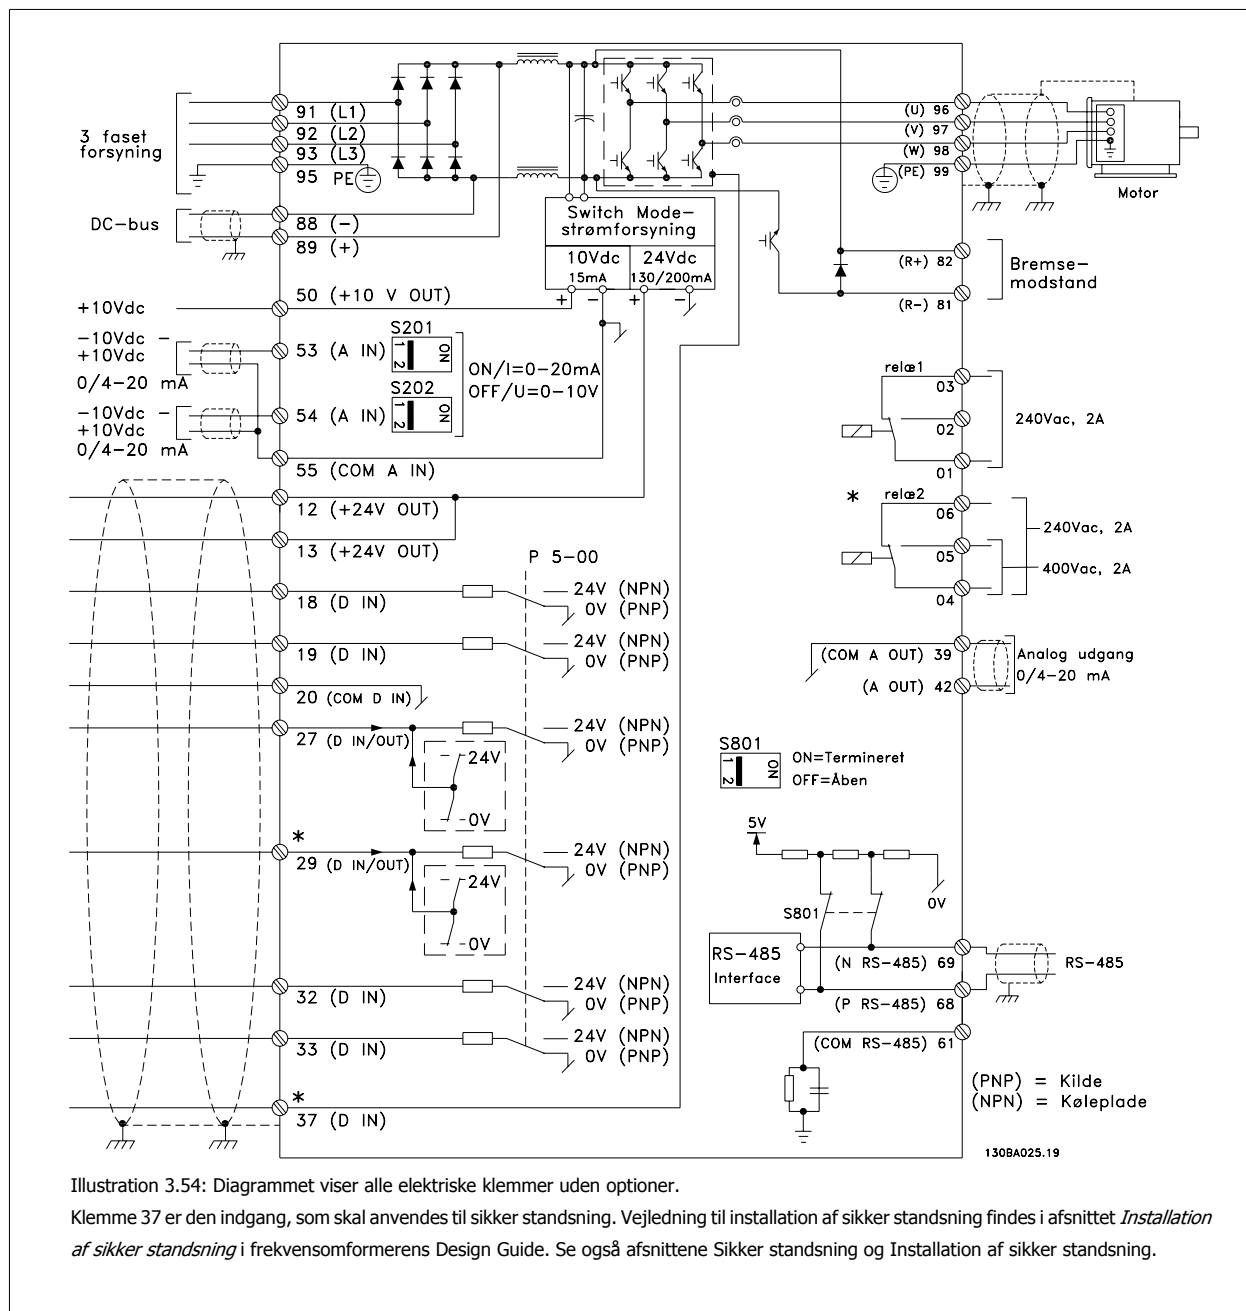 3 faset
forsyning
91 (L1)
92 (L2)
93 (L3)
95 PE
DC-bus
88 (-)
89 (+)
Switch Mode-
strømforsyning
10Vdc
15mA
24Vdc
130/200mA
+ - + -
(U) 96
(V) 97
(W) 98
(PE) 99
Motor
(R+) 82
(R-) 81
Bremse-
modstand
+10Vdc
50 (+10 V OUT)
-10Vdc -
+10Vdc
0/4-20 mA
53 (A IN)
S201
1
2
ON
ON/I=0-20mA
OFF/U=0-10V
S202
1
2
ON
-10Vdc -
+10Vdc
0/4-20 mA
54 (A IN)
55 (COM A IN)
12 (+24V OUT)
13 (+24V OUT)
relæ1
03
02
01
240Vac, 2A
*
relæ2
06
05
04
240Vac, 2A
400Vac, 2A
P 5-00
18 (D IN)
24V (NPN)
0V (PNP)
19 (D IN)
24V (NPN)
0V (PNP)
20 (COM D IN)
27 (D IN/OUT)
24V (NPN)
0V (PNP)
24V
0V
*
29 (D IN/OUT)
24V (NPN)
0V (PNP)
24V
0V
32 (D IN)
24V (NPN)
0V (PNP)
33 (D IN)
24V (NPN)
0V (PNP)
*
37 (D IN)
(COM A OUT) 39
(A OUT) 42
Analog udgang
0/4-20 mA
S801
1
2
ON
ON=Termineret
OFF=Åben
5V
S801
0V
RS-485
Interface
(N RS-485) 69
(P RS-485) 68
(COM RS-485) 61
RS-485
(PNP) = Kilde
(NPN) = Køleplade
130BA025.19
Illustration 3.54: Diagrammet viser alle elektriske klemmer uden optioner.
Klemme 37 er den indgang, som skal anvendes til sikker standsning. Vejledning til installation af sikker standsning findes i afsnittet Installation
af sikker standsning i frekvensomformerens Design Guide. Se også afsnittene Sikker standsning og Installation af sikker standsning.